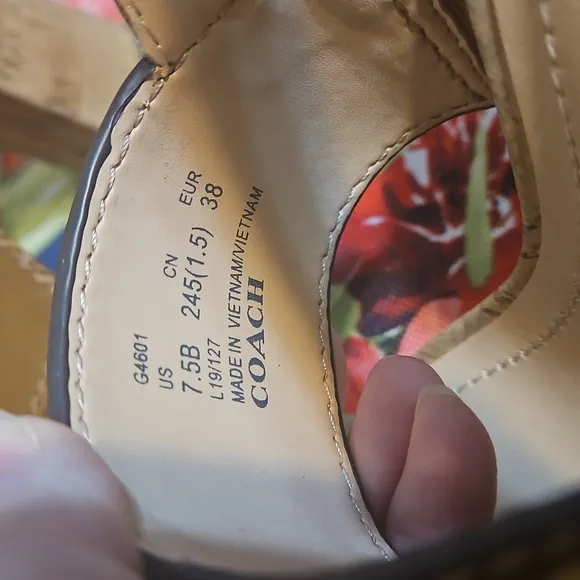 G4601
US CN EUR
7.5B 245(1.5) 38
L19/127
MADE IN VIETNAM/VIETNAM
COACH